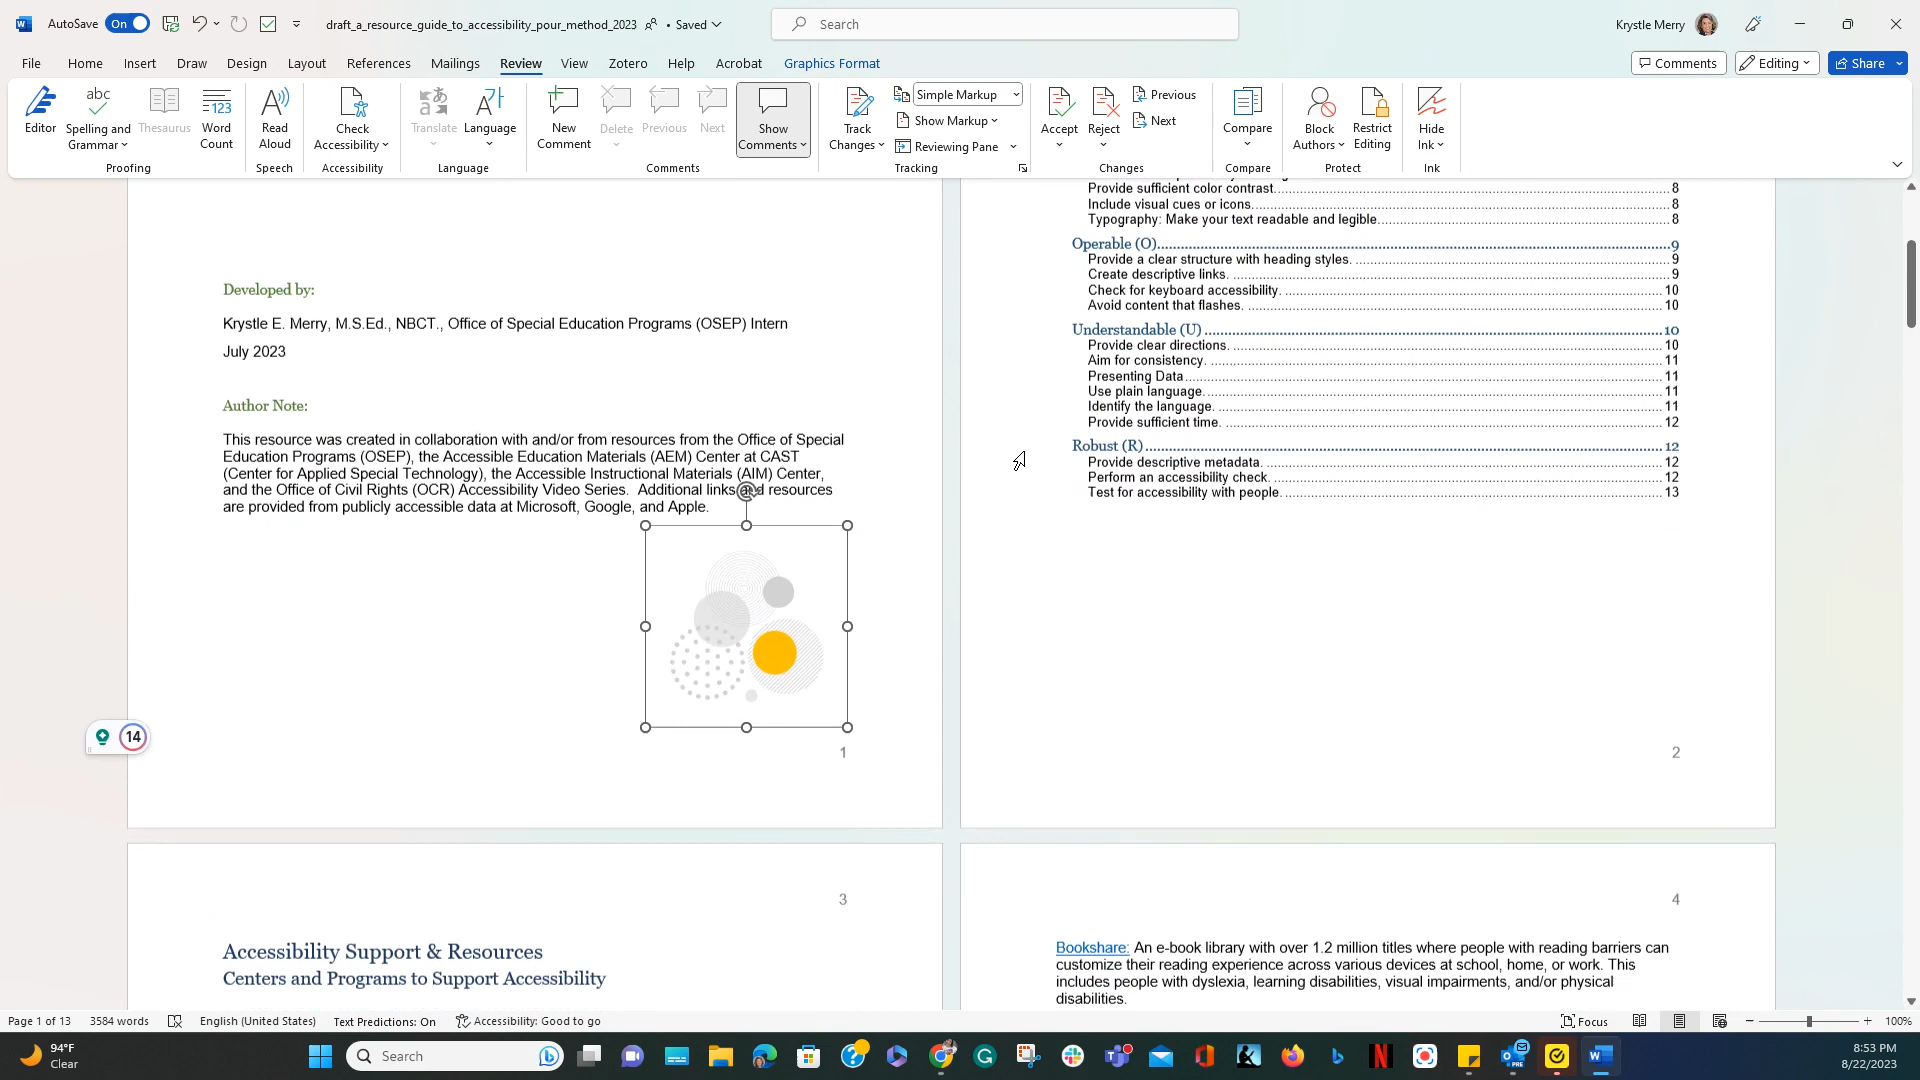 AutoSave On draft_a_resource_guide_to_accessibility_pour_method_2023 • Saved Search Krystle Merry
File Home Insert Draw Design Layout References Mailings Review View Zotero Help Acrobat Graphics Format Comments Editing Share
Editor
abc Spelling and Grammar
Thesaurus
123 Word Count
Proofing
Read Aloud
Speech
Check Accessibility
Accessibility
Translate
Language
Language
New Comment
Delete
Previous
Next
Show Comments
Comments
Track Changes
Simple Markup
Show Markup
Reviewing Pane
Tracking
Accept
Reject
Previous
Next
Changes
Compare
Compare
Block Authors
Restrict Editing
Protect
Hide Ink
Ink
Developed by:
Krystle E. Merry, M.S.Ed., NBCT., Office of Special Education Programs (OSEP) Intern
July 2023
Author Note:
This resource was created in collaboration with and/or from resources from the Office of Special
Education Programs (OSEP), the Accessible Education Materials (AEM) Center at CAST
(Center for Applied Special Technology), the Accessible Instructional Materials (AIM) Center,
and the Office of Civil Rights (OCR) Accessibility Video Series. Additional links resources
are provided from publicly accessible data at Microsoft, Google, and Apple.
14
1
Provide sufficient color contrast. 8
Include visual cues or icons. 8
Typography: Make your text readable and legible. 8
Operable (O) 9
Provide a clear structure with heading styles. 9
Create descriptive links. 9
Check for keyboard accessibility. 10
Avoid content that flashes. 10
Understandable (U) 10
Provide clear directions. 10
Aim for consistency. 11
Presenting Data 11
Use plain language. 11
Identify the language. 11
Provide sufficient time. 12
Robust (R) 12
Provide descriptive metadata. 12
Perform an accessibility check. 12
Test for accessibility with people. 13
2
3
Accessibility Support & Resources
Centers and Programs to Support Accessibility
4
Bookshare: An e-book library with over 1.2 million titles where people with reading barriers can
customize their reading experience across various devices at school, home, or work. This
includes people with dyslexia, learning disabilities, visual impairments, and/or physical
disabilities.
Page 1 of 13 3584 words English (United States) Text Predictions: On Accessibility: Good to go Focus 100%
94°F
Clear
Search
8:53 PM
8/22/2023